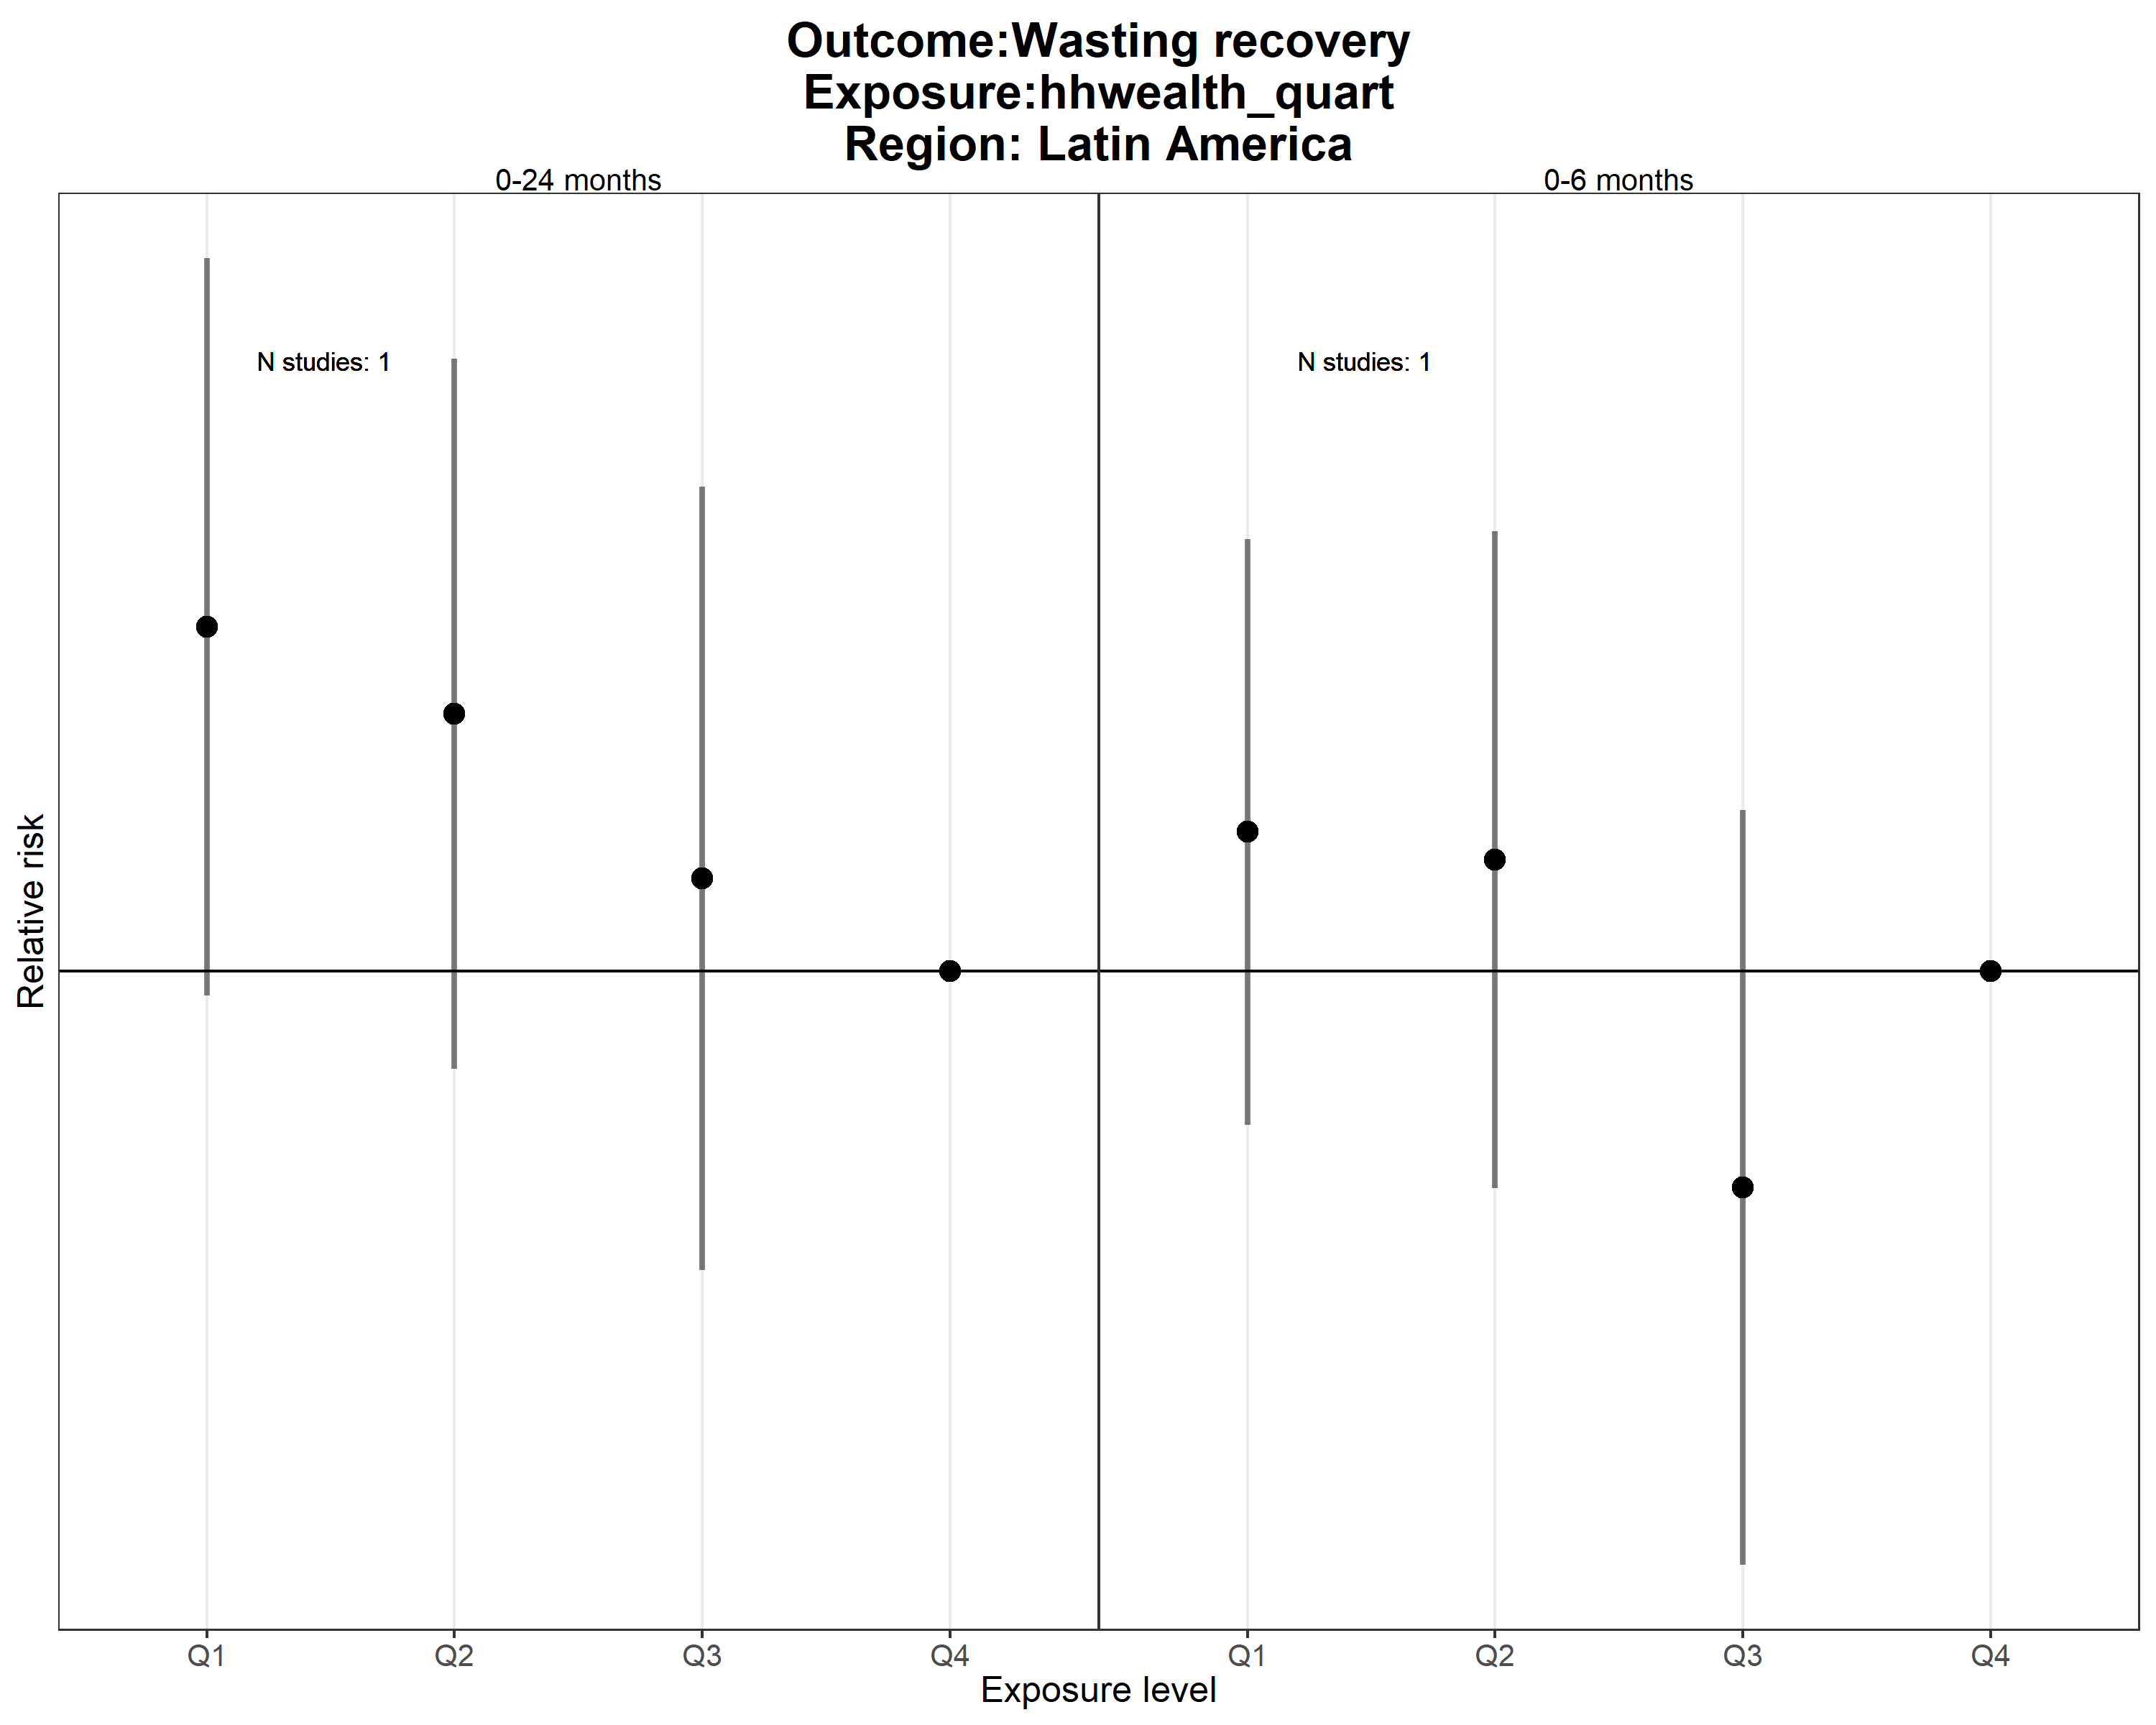 Outcome:Wasting recovery
Exposure:hhwealth_quart
Region: Latin America
0-24 months
0-6 months
N studies: 1
N studies: 1
Relative risk
Q1
Q2
Q3
Q4
Q1
Q2
Q3
Q4
Exposure level